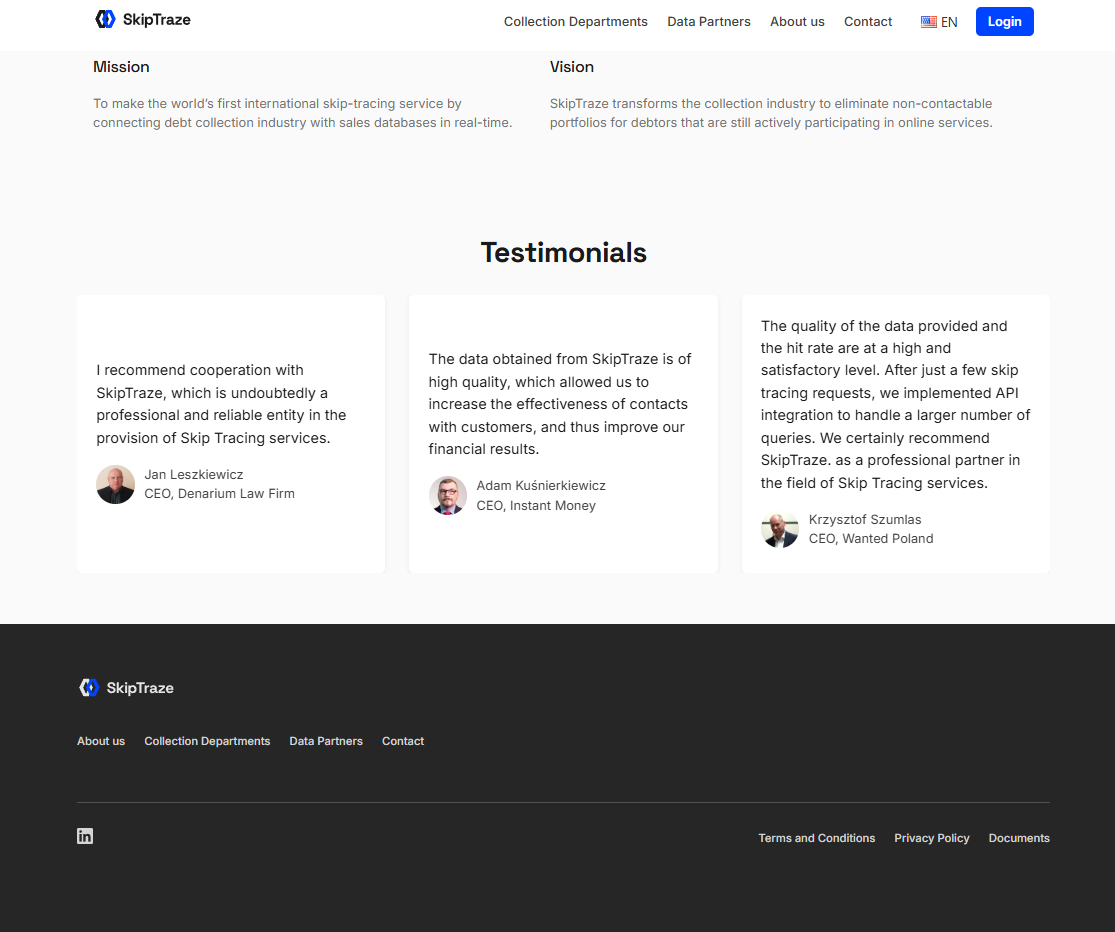 SkipTraze
Collection Departments
Data Partners
About us
Contact
EN
Login
Mission
To make the world’s first international skip-tracing service by
connecting debt collection industry with sales databases in real-time.
Vision
SkipTraze transforms the collection industry to eliminate non-contactable
portfolios for debtors that are still actively participating in online services.
Testimonials
I recommend cooperation with
SkipTraze, which is undoubtedly a
professional and reliable entity in the
provision of Skip Tracing services.
Jan Leszkiewicz
CEO, Denarium Law Firm
The data obtained from SkipTraze is of
high quality, which allowed us to
increase the effectiveness of contacts
with customers, and thus improve our
financial results.
Adam Kuśnierkiewicz
CEO, Instant Money
The quality of the data provided and
the hit rate are at a high and
satisfactory level. After just a few skip
tracing requests, we implemented API
integration to handle a larger number of
queries. We certainly recommend
SkipTraze. as a professional partner in
the field of Skip Tracing services.
Krzysztof Szumlas
CEO, Wanted Poland
SkipTraze
About us
Collection Departments
Data Partners
Contact
in
Terms and Conditions
Privacy Policy
Documents